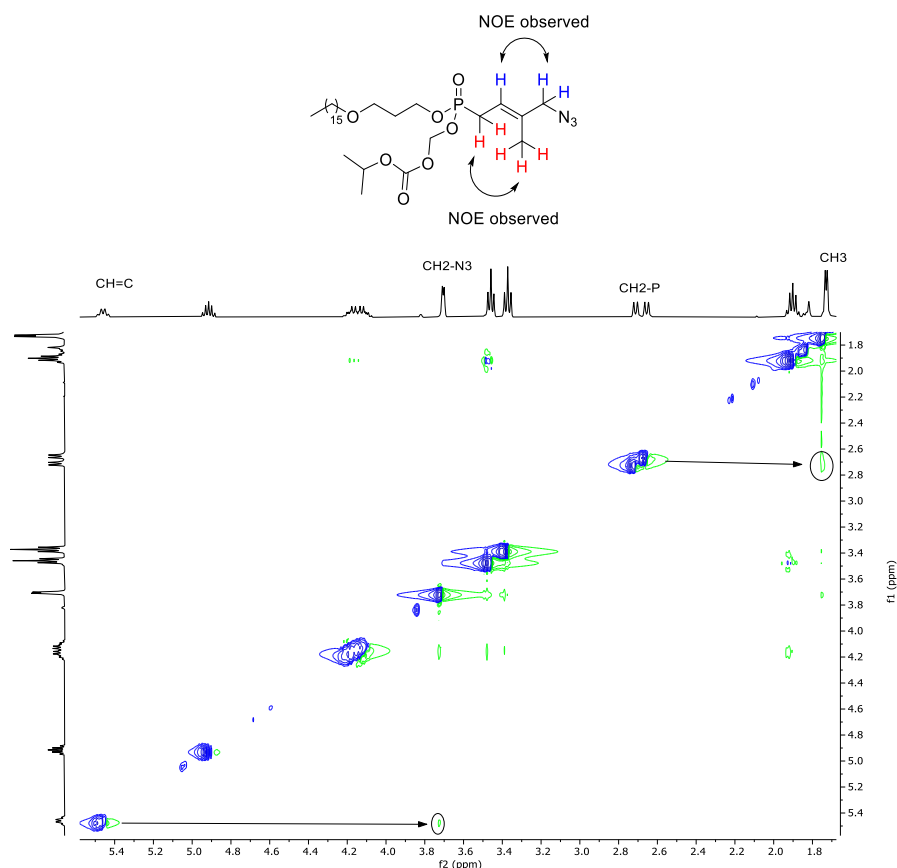 NOE observed
O
H
H
H
( )15
O
O
P
N3
O
H
H
O
O
H
H
H
O
O
NOE observed
CH=C
CH2-N3
CH2-P
CH3
1.8
2.0
2.2
2.4
2.6
2.8
3.0
3.2
3.4
3.6
3.8
4.0
4.2
4.4
4.6
4.8
5.0
5.2
5.4
f1 (ppm)
5.4 5.2 5.0 4.8 4.6 4.4 4.2 4.0 3.8 3.6 3.4 3.2 3.0 2.8 2.6 2.4 2.2 2.0 1.8
f2 (ppm)